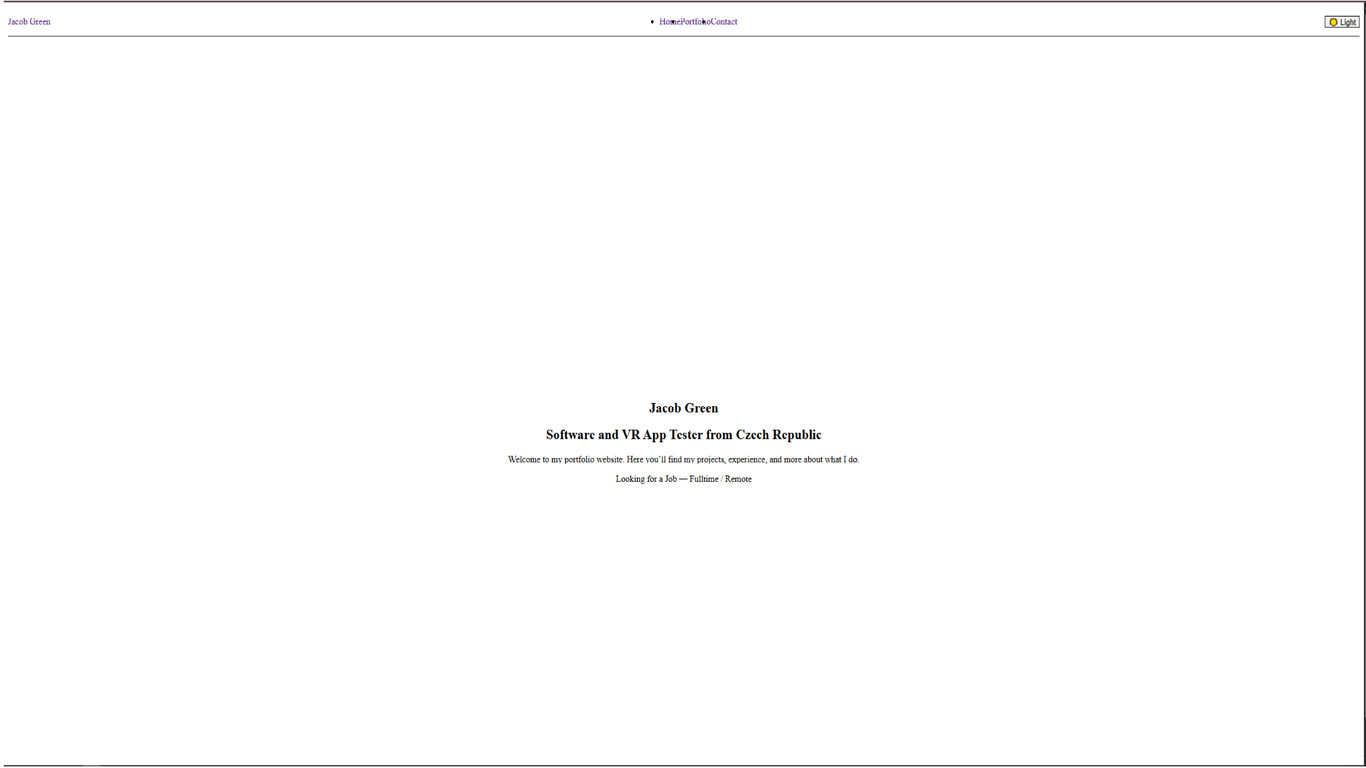 Jacob Green
HomePortfolioContact
Light
Jacob Green
Software and VR App Tester from Czech Republic
Welcome to my portfolio website. Here you'll find my projects, experience, and more about what I do.
Looking for a Job — Fulltime / Remote